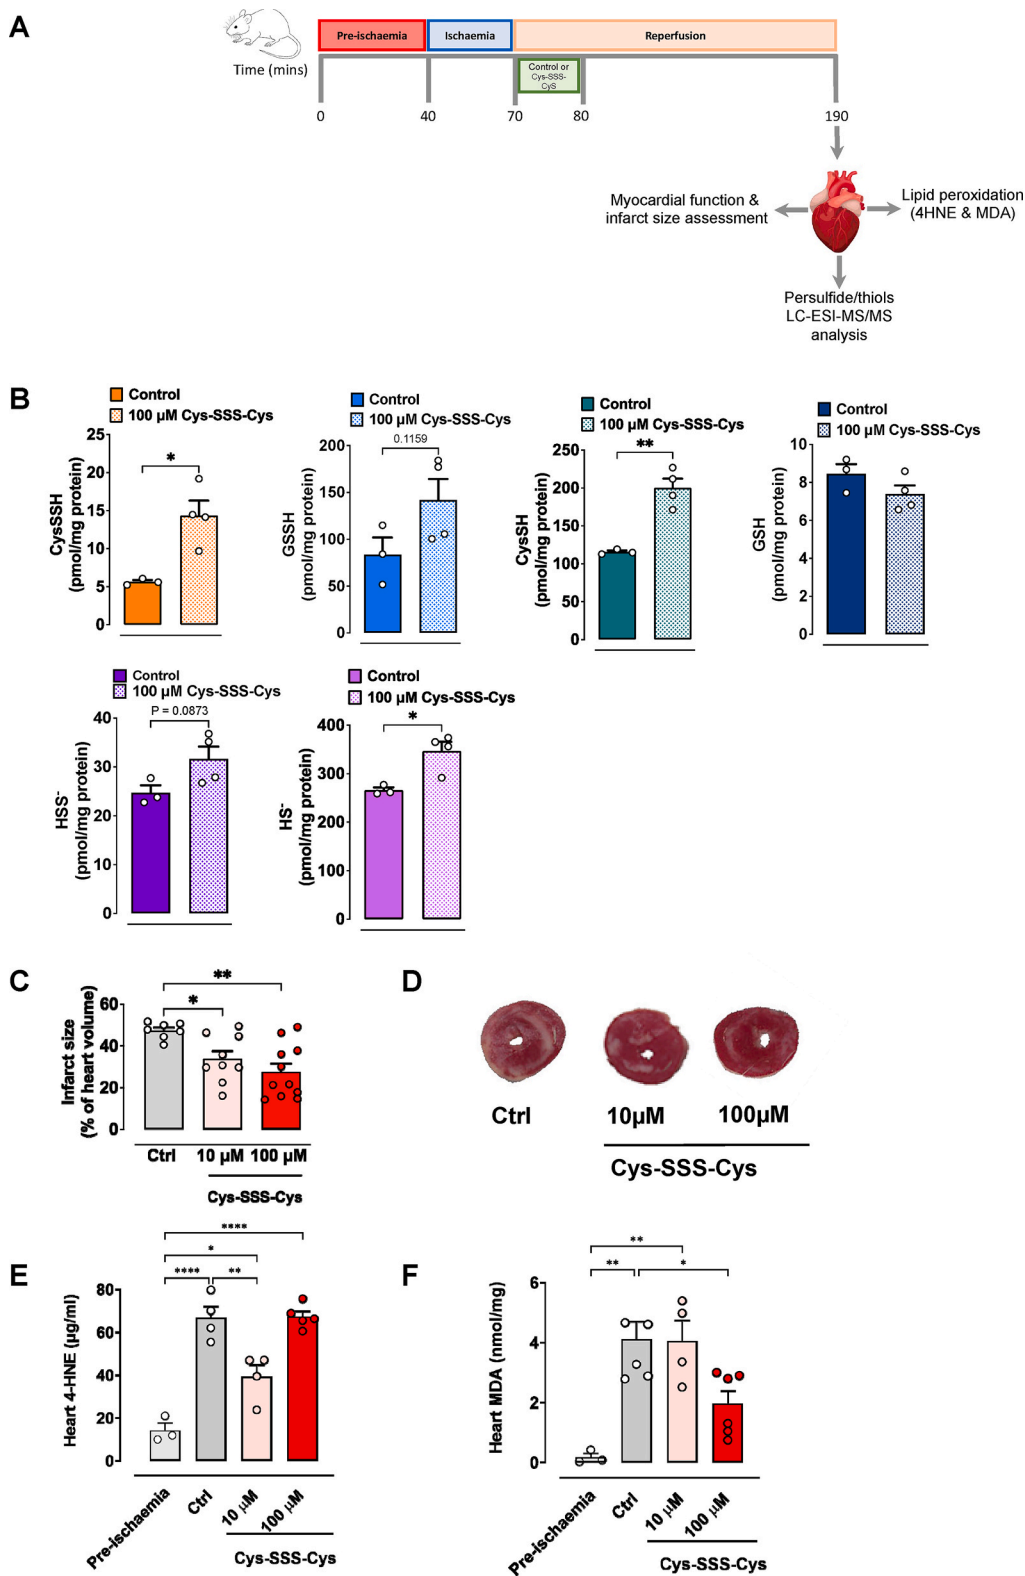 A
Pre-ischaemia
Ischaemia
Reperfusion
Time (mins)
Control or
Cys-SSS-
CyS
0
40
70
80
190
Myocardial function &
infarct size assessment
Lipid peroxidation
(4HNE & MDA)
Persulfide/thiols
LC-ESI-MS/MS
analysis
B
Control
100 µM Cys-SSS-Cys
25
20
15
10
5
0
CysSSH
(pmol/mg protein)
*
Control
100 µM Cys-SSS-Cys
200
150
100
50
0
GSSH
(pmol/mg protein)
0.1159
Control
100 µM Cys-SSS-Cys
250
200
150
100
50
0
CysSH
(pmol/mg protein)
**
Control
100 µM Cys-SSS-Cys
8
6
4
2
0
GSH
(pmol/mg protein)
Control
100 µM Cys-SSS-Cys
P = 0.0873
40
30
20
10
0
HSS-
(pmol/mg protein)
Control
100 µM Cys-SSS-Cys
*
400
300
200
100
0
HS-
(pmol/mg protein)
C
**
*
60
40
20
0
Infarct size
(% of heart volume)
Ctrl
10 µM
100 µM
Cys-SSS-Cys
D
Ctrl
10µM
100µM
Cys-SSS-Cys
E
****
*
****
**
80
60
40
20
0
Heart 4-HNE (µg/ml)
Pre-ischaemia
Ctrl
10 µM
100 µM
Cys-SSS-Cys
F
**
**
*
6
4
2
0
Heart MDA (nmol/mg)
Pre-ischaemia
Ctrl
10 µM
100 µM
Cys-SSS-Cys